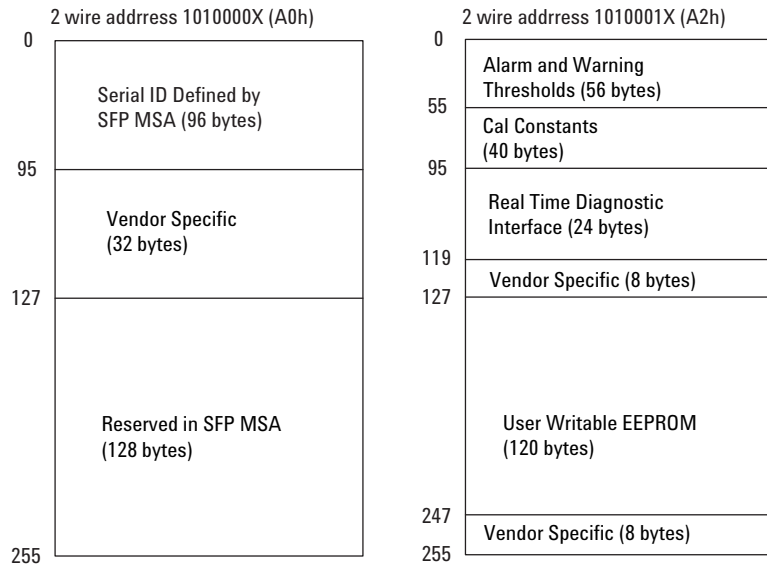 2 wire addrress 1010000X (A0h)
0
Serial ID Defined by
SFP MSA (96 bytes)
95
Vendor Specific
(32 bytes)
127
Reserved in SFP MSA
(128 bytes)
255
2 wire addrress 1010001X (A2h)
0
Alarm and Warning
Thresholds (56 bytes)
55
Cal Constants
(40 bytes)
95
Real Time Diagnostic
Interface (24 bytes)
119
Vendor Specific (8 bytes)
127
User Writable EEPROM
(120 bytes)
247
Vendor Specific (8 bytes)
255